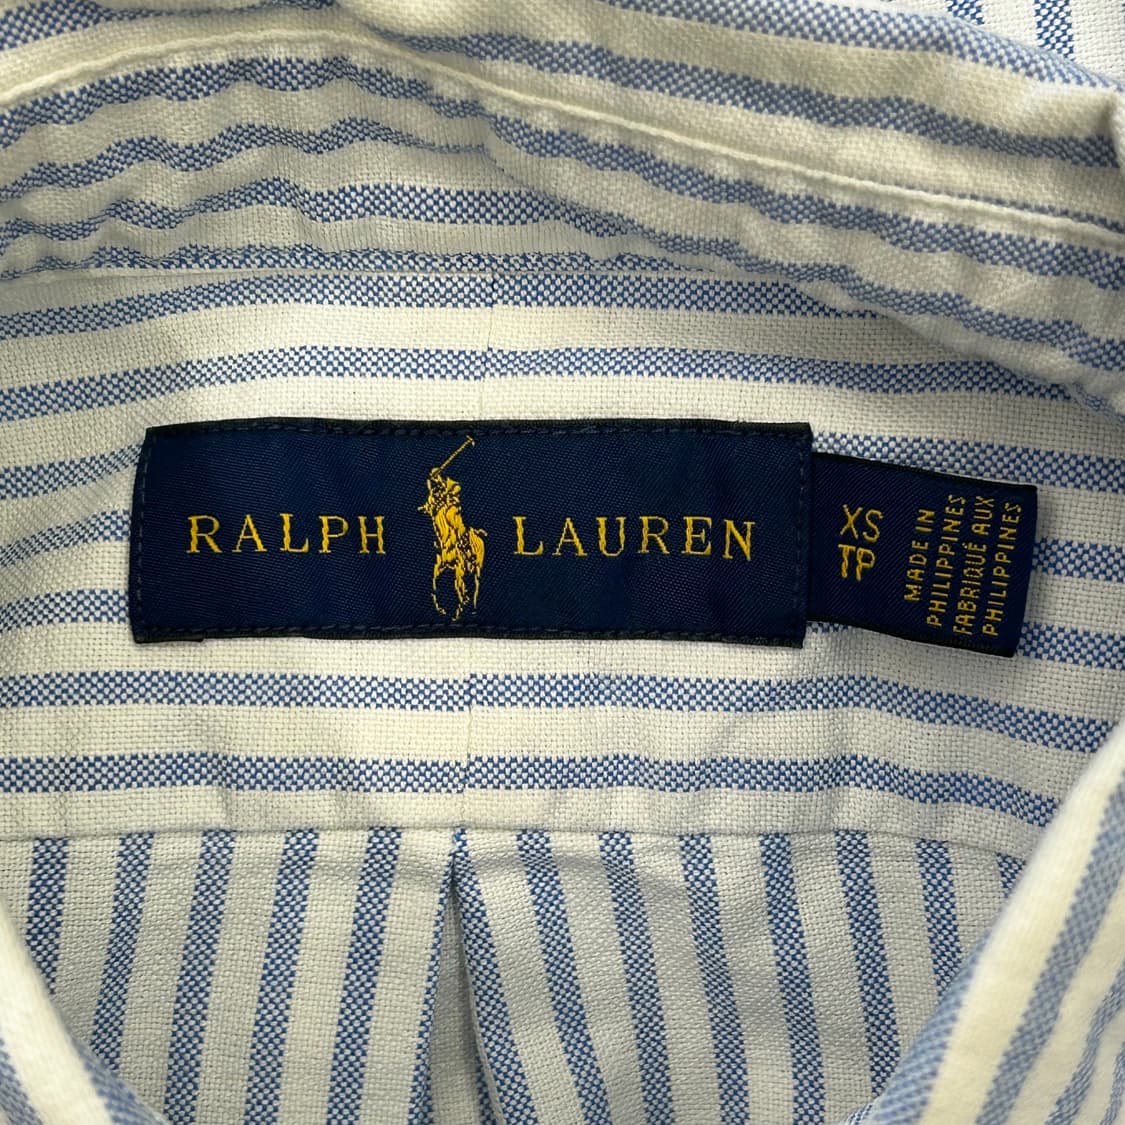 RALPH LAUREN
XS
TP
MADE IN
PHILIPPINES
FABRIQUÉ AUX
PHILIPPINES